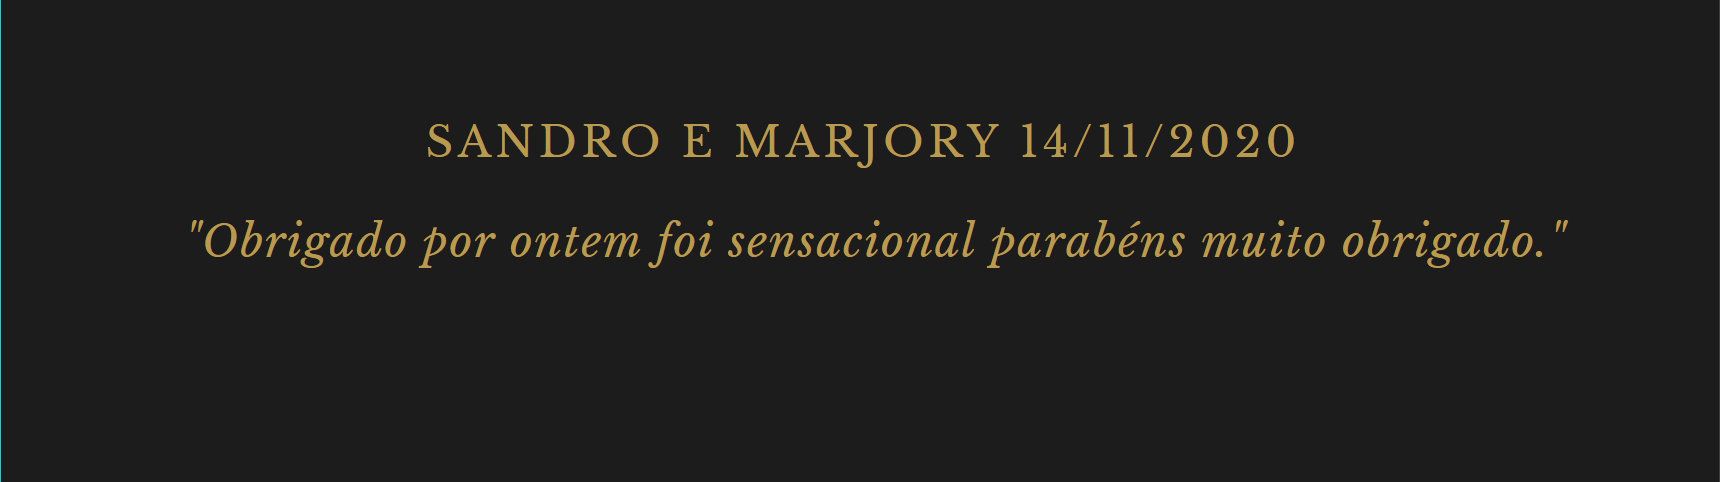 SANDRO E MARJORY 14/11/2020
"Obrigado por ontem foi sensacional parabéns muito obrigado."